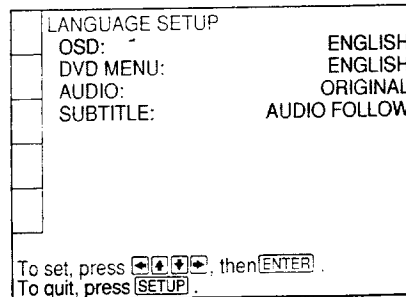 LANGUAGE SETUP
OSD: ENGLISH
DVD MENU: ENGLISH
AUDIO: ORIGINAL
SUBTITLE: AUDIO FOLLOW
To set, press ←↑↓→, then ENTER.
To quit, press SETUP.